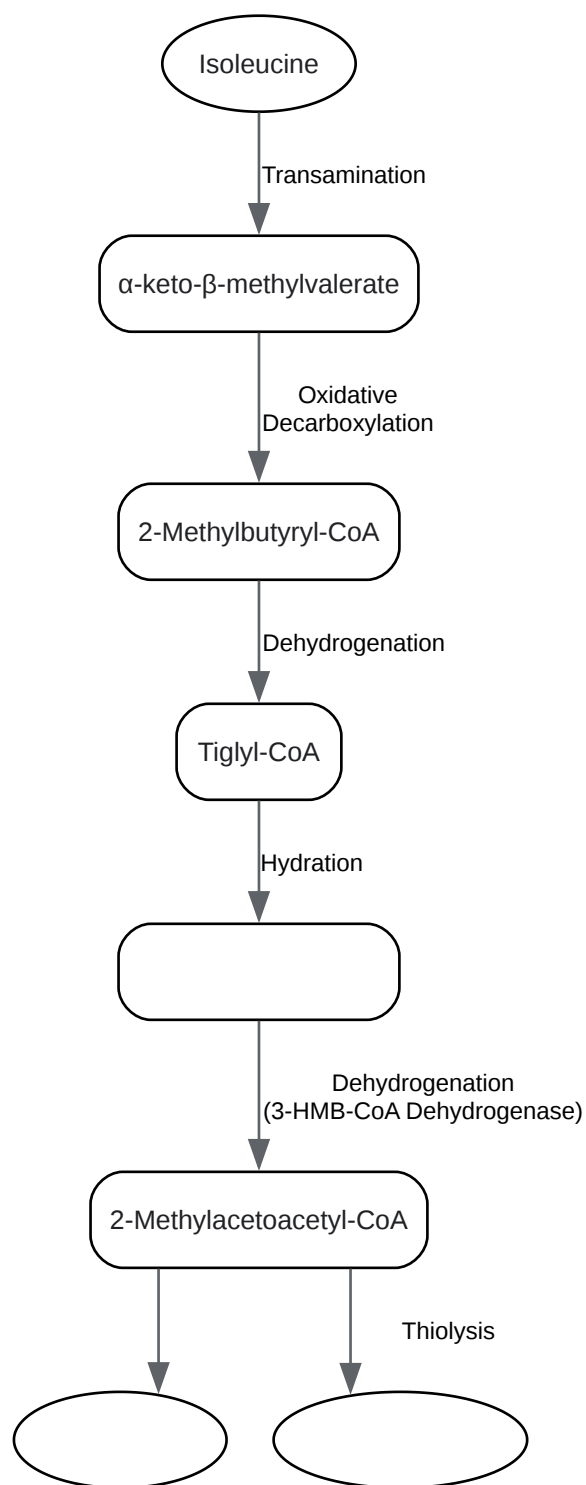 Isoleucine
Transamination
α-keto-β-methylvalerate
Oxidative
Decarboxylation
2-Methylbutyryl-CoA
Dehydrogenation
Tiglyl-CoA
Hydration
Dehydrogenation
(3-HMB-CoA Dehydrogenase)
2-Methylacetoacetyl-CoA
Thiolysis